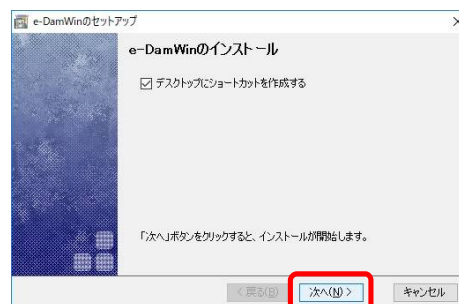 e-DamWinのセットアップ
e-DamWinのインストール
デスクトップにショートカットを作成する
「次へ」ボタンをクリックすると、インストールが開始します。
< 戻る(B)
次へ(N) >
キャンセル